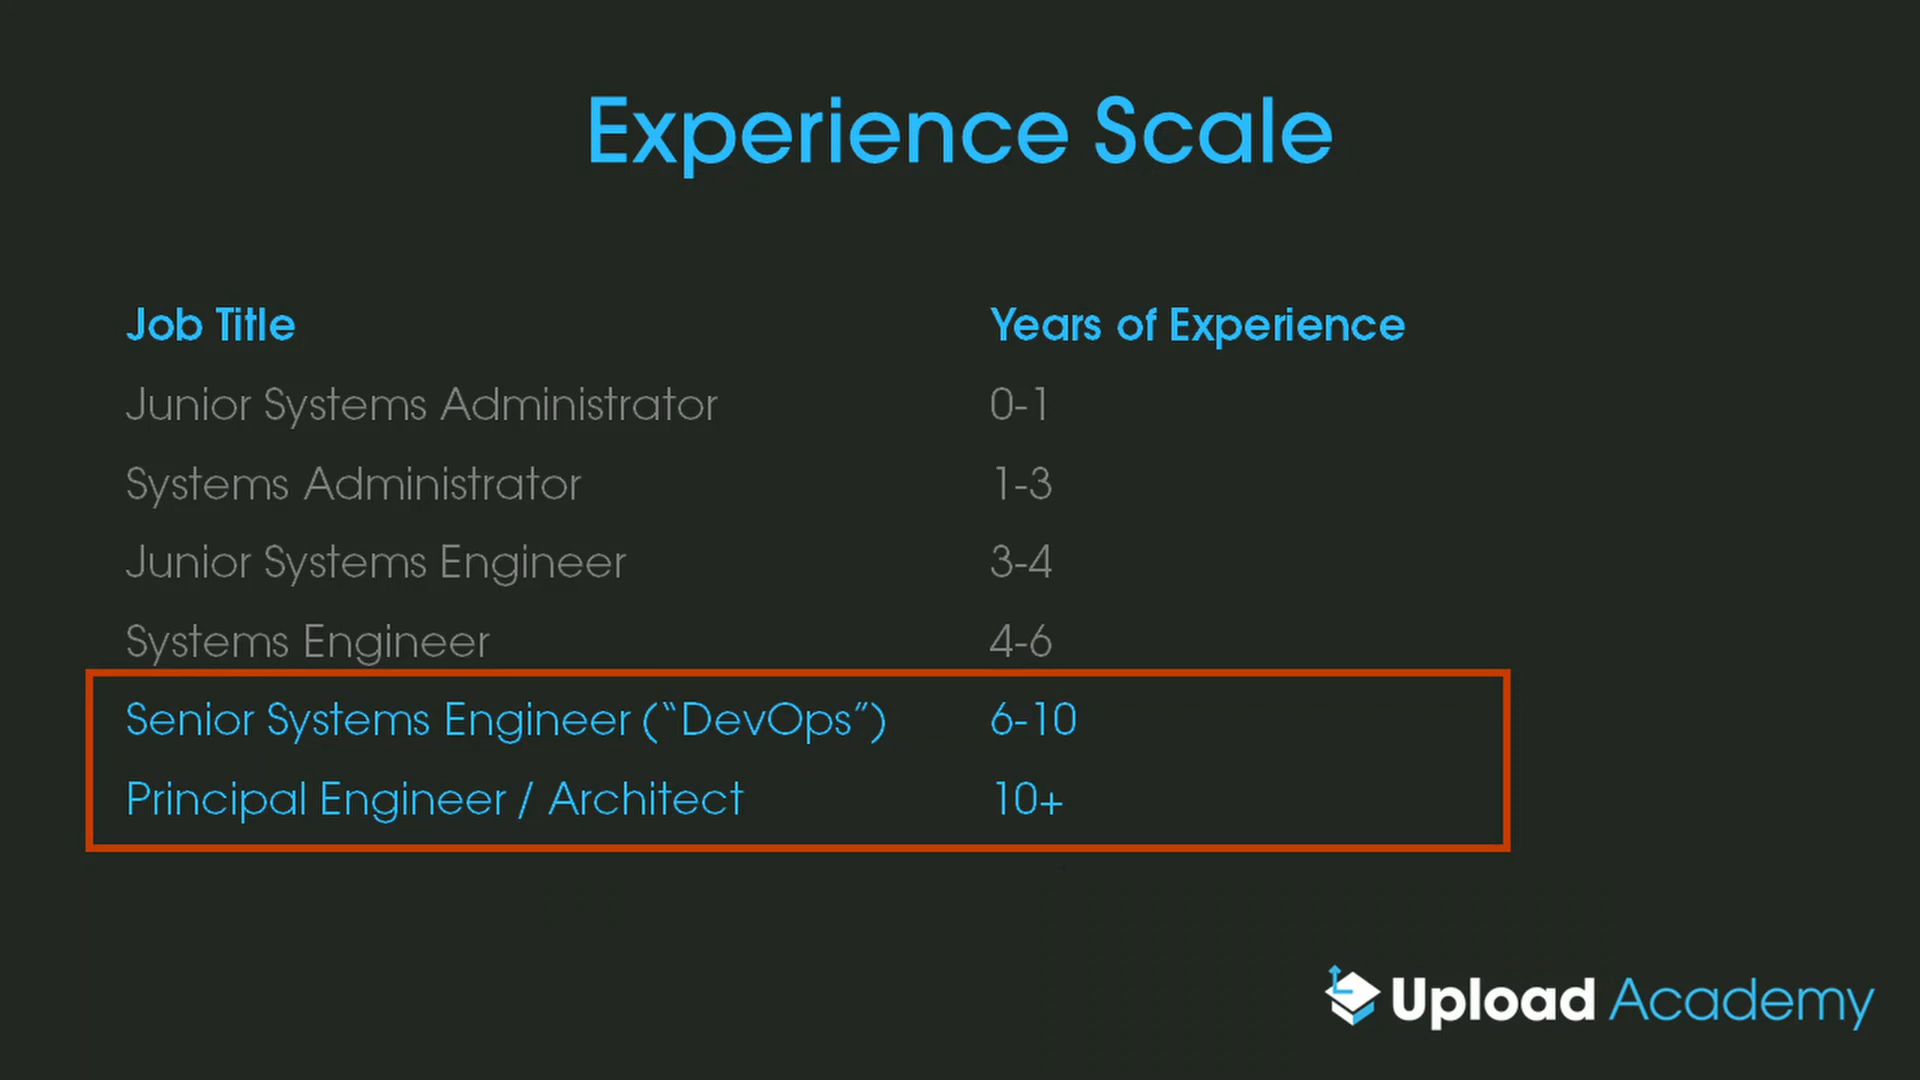 Experience Scale
Job Title Years of Experience
Junior Systems Administrator 0-1
Systems Administrator 1-3
Junior Systems Engineer 3-4
Systems Engineer 4-6
Senior Systems Engineer (“DevOps”) 6-10
Principal Engineer / Architect 10+
Upload Academy